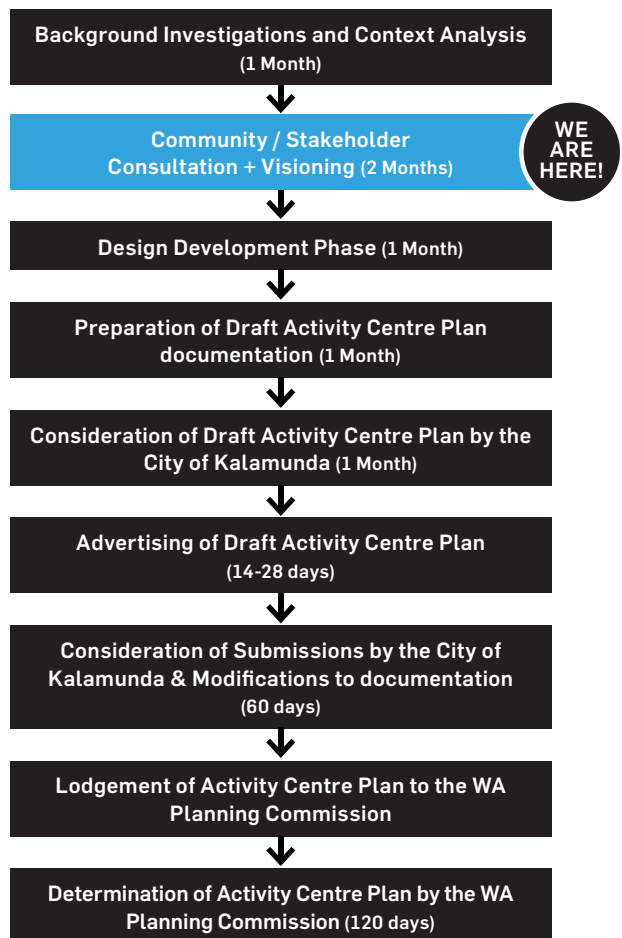 Background Investigations and Context Analysis
(1 Month)
Community / Stakeholder
Consultation + Visioning (2 Months)
WE
ARE
HERE!
Design Development Phase (1 Month)
Preparation of Draft Activity Centre Plan
documentation (1 Month)
Consideration of Draft Activity Centre Plan by the
City of Kalamunda (1 Month)
Advertising of Draft Activity Centre Plan
(14-28 days)
Consideration of Submissions by the City of
Kalamunda & Modifications to documentation
(60 days)
Lodgement of Activity Centre Plan to the WA
Planning Commission
Determination of Activity Centre Plan by the WA
Planning Commission (120 days)